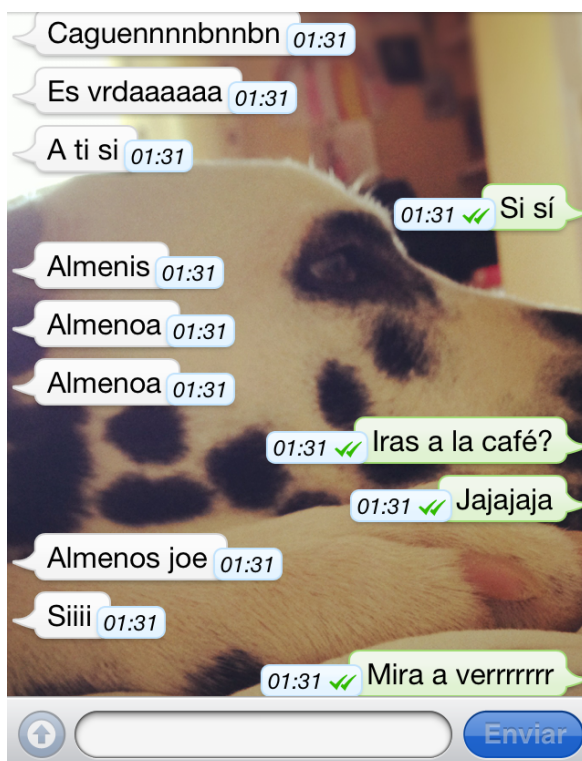 Caguennnnbnnbn 01:31
Es vrdaaaaaa 01:31
A ti si 01:31
01:31 Si sí
Almenis 01:31
Almenoa 01:31
Almenoa 01:31
01:31 Iras a la café?
01:31 Jajajaja
Almenos joe 01:31
Siiii 01:31
01:31 Mira a verrrrrrr
Enviar